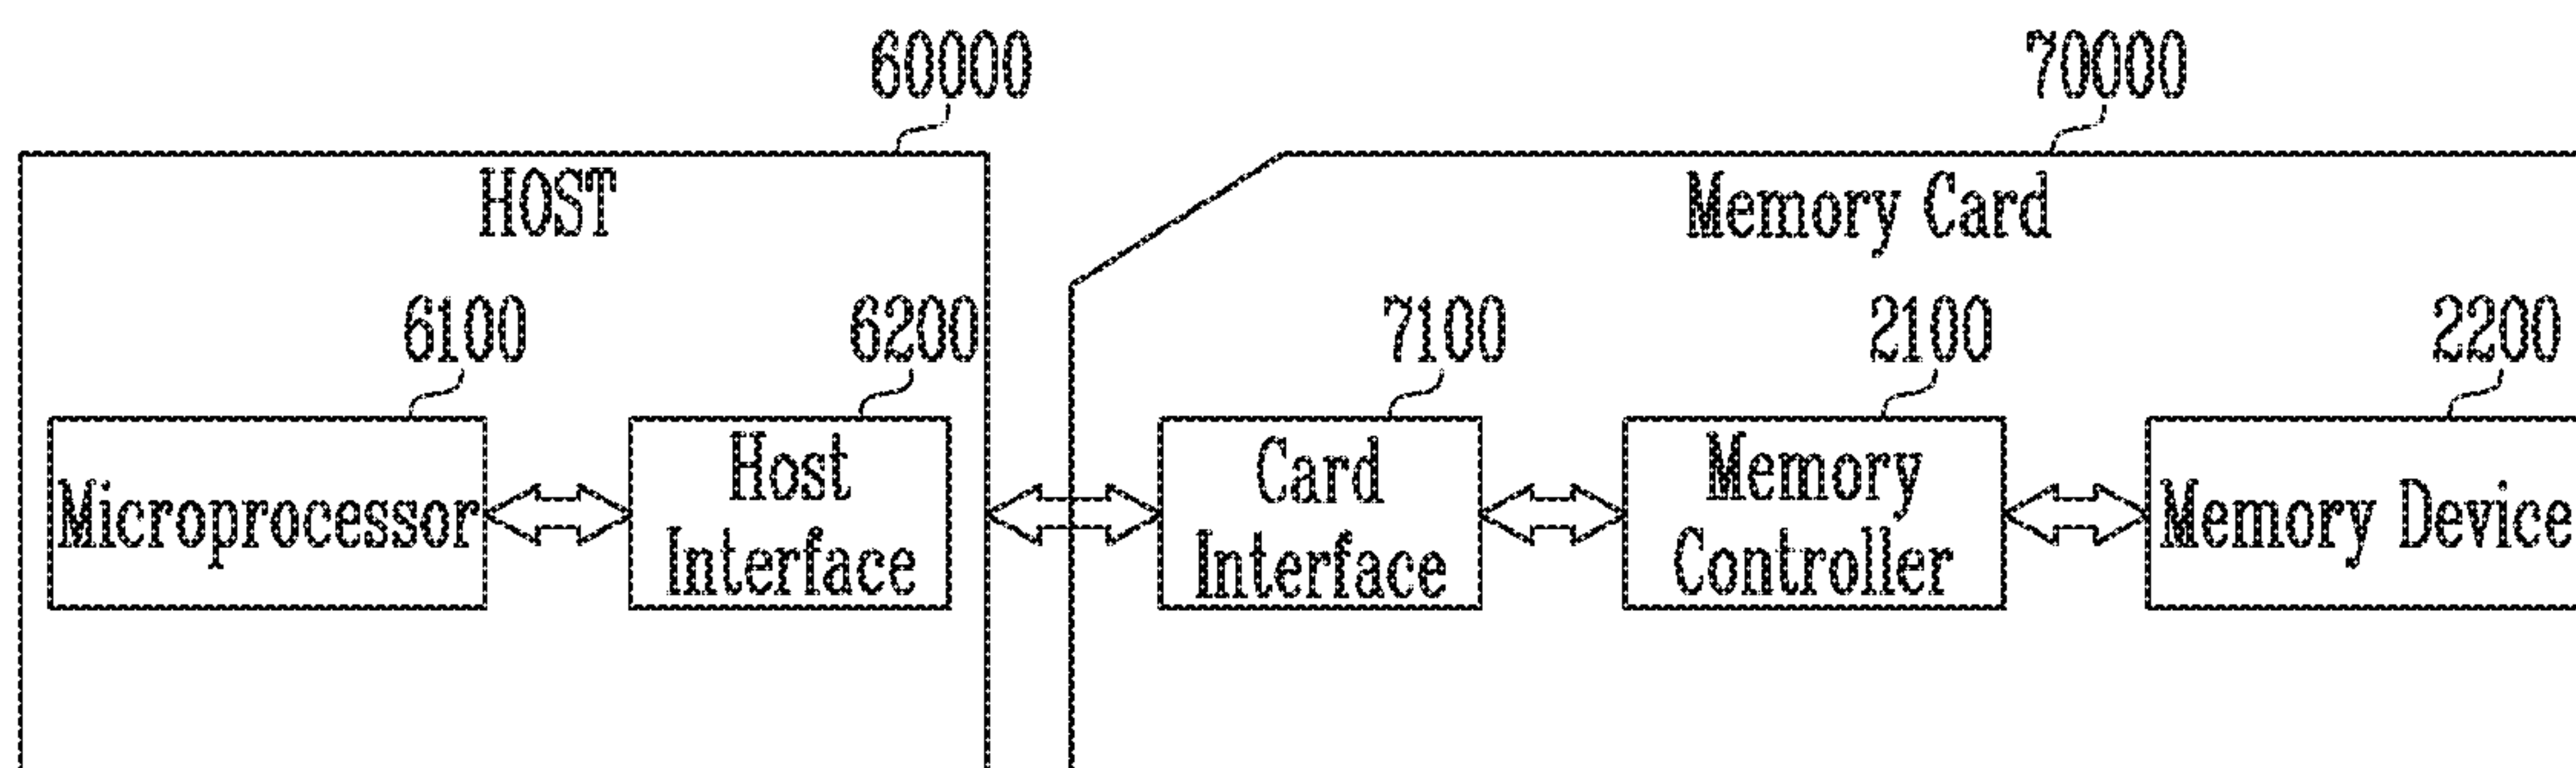 60000
70000
HOST
Memory Card
6100
6200
7100
2100
2200
Microprocessor
Host
Interface
Card
Interface
Memory
Controller
Memory Device